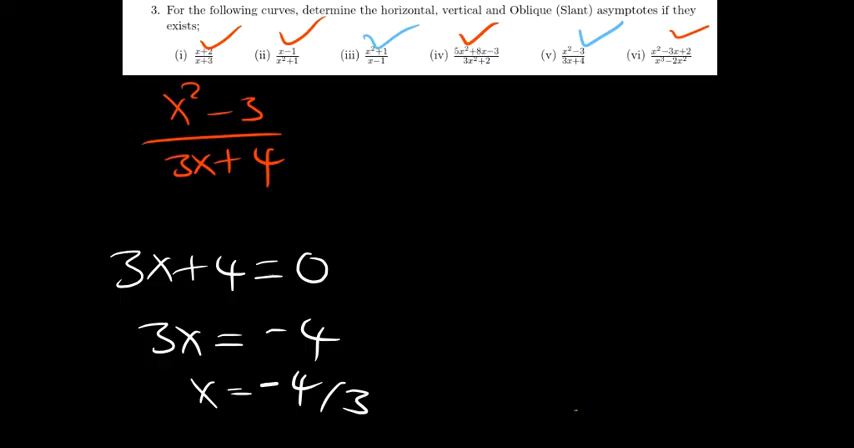 3. For the following curves, determine the horizontal, vertical and Oblique (Slant) asymptotes if they
exists;
(i) x+2/x+3 (ii) x−1/x²+1 (iii) x²+1/x−1 (iv) 5x²+8x−3/3x²+2 (v) x²−3/3x+4 (vi) x²−3x+2/x³−2x²
x² − 3
3x + 4
3x + 4 = 0
3x = −4
x = −4/3